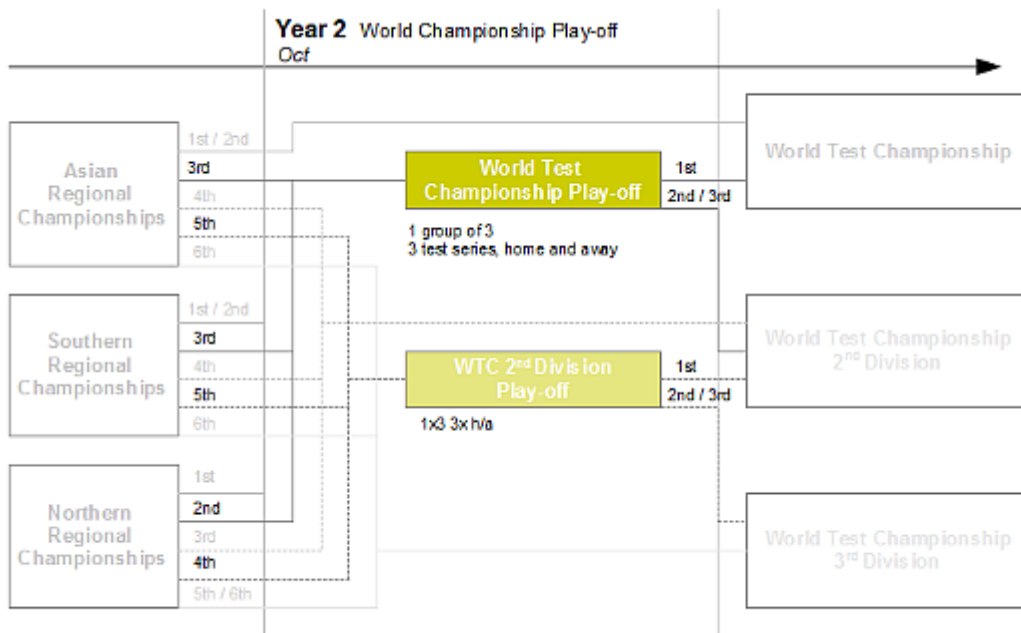 Year 2 World Championship Play-off
Oct
Asian
Regional
Championships
1st / 2nd
3rd
4th
5th
6th
Southern
Regional
Championships
1st / 2nd
3rd
4th
5th
6th
Northern
Regional
Championships
1st
2nd
3rd
4th
5th / 6th
World Test
Championship Play-off
1st
2nd / 3rd
1 group of 3
3 test series, home and away
WTC 2nd Division
Play-off
1st
2nd / 3rd
1x3 3x h/a
World Test Championship
World Test Championship
2nd Division
World Test Championship
3rd Division